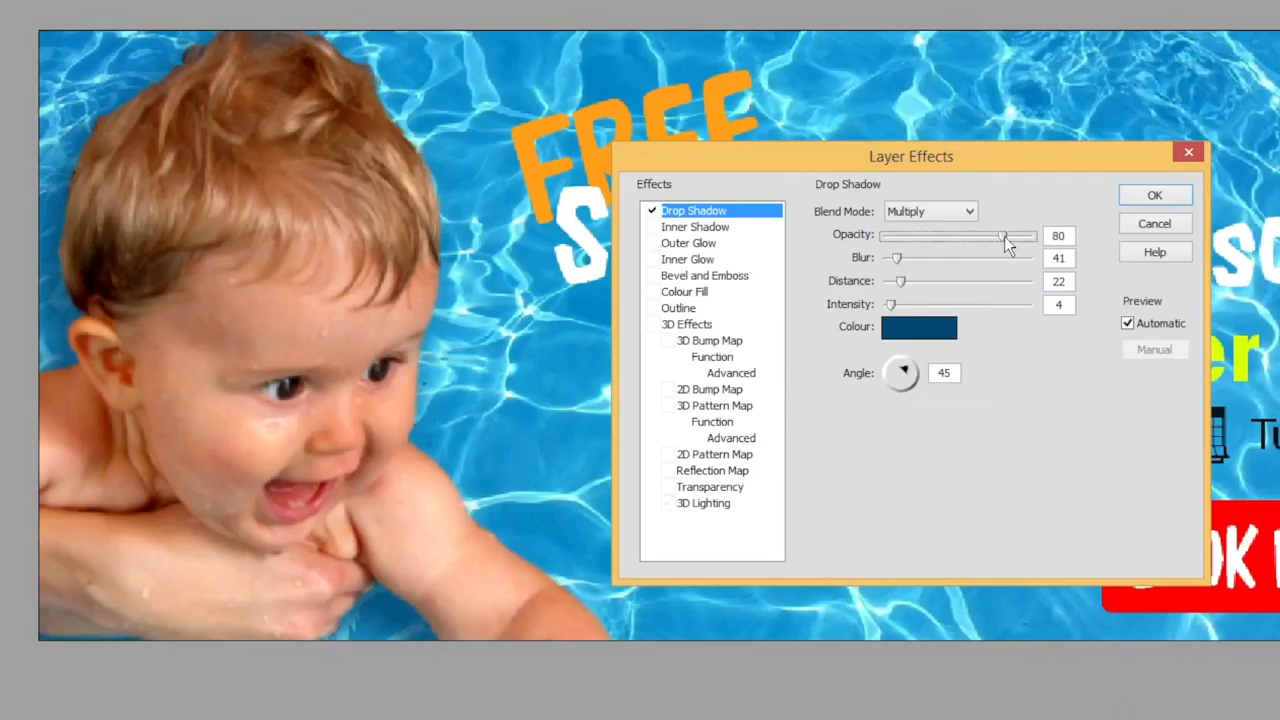 FREE
Layer Effects
Effects
Drop Shadow
Inner Shadow
Outer Glow
Inner Glow
Bevel and Emboss
Colour Fill
Outline
3D Effects
3D Bump Map
Function
Advanced
2D Bump Map
3D Pattern Map
Function
Advanced
2D Pattern Map
Reflection Map
Transparency
3D Lighting
Drop Shadow
Blend Mode: Multiply
Opacity: 80
Blur: 41
Distance: 22
Intensity: 4
Colour:
Angle: 45
OK
Cancel
Help
Preview
Automatic
Manual